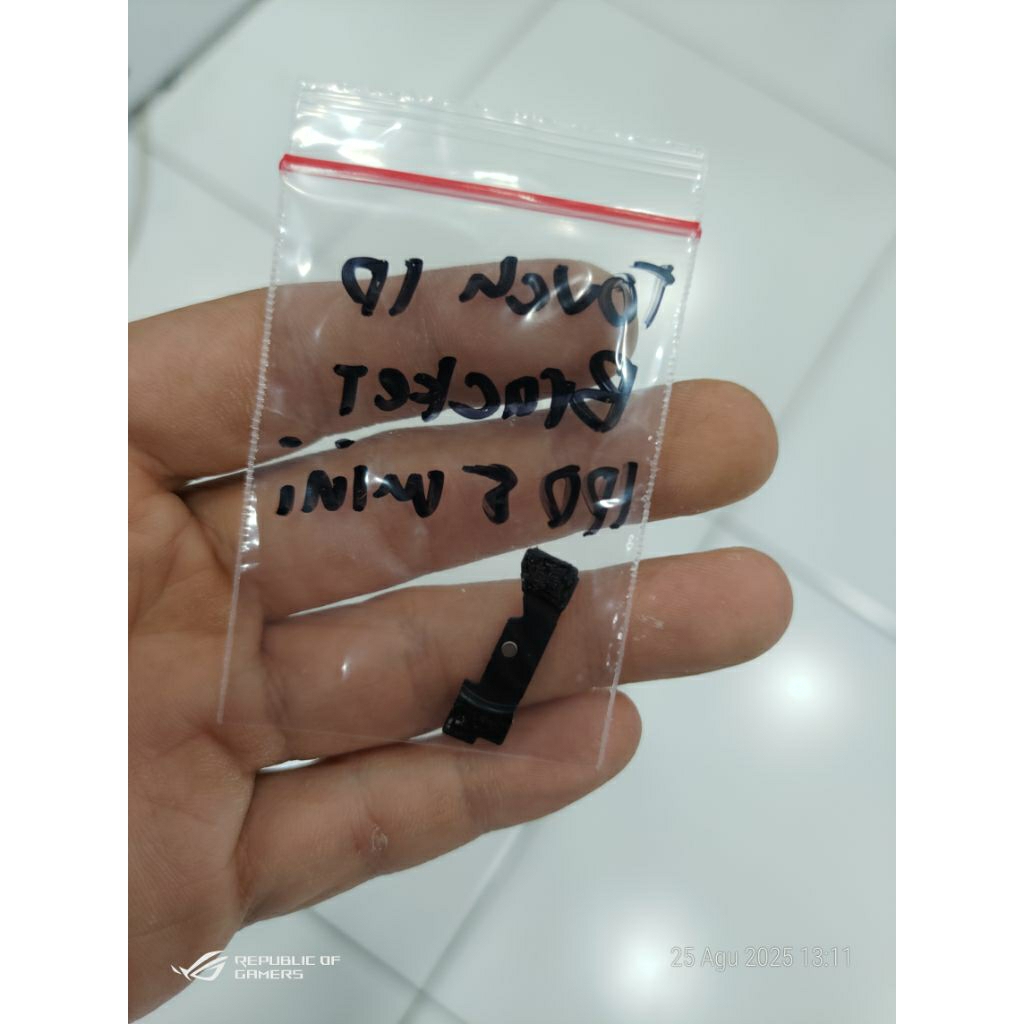 Touch ID
BracKET
IPD 5 mini
REPUBLIC OF
GAMERS
25 Agu 2025 13:11